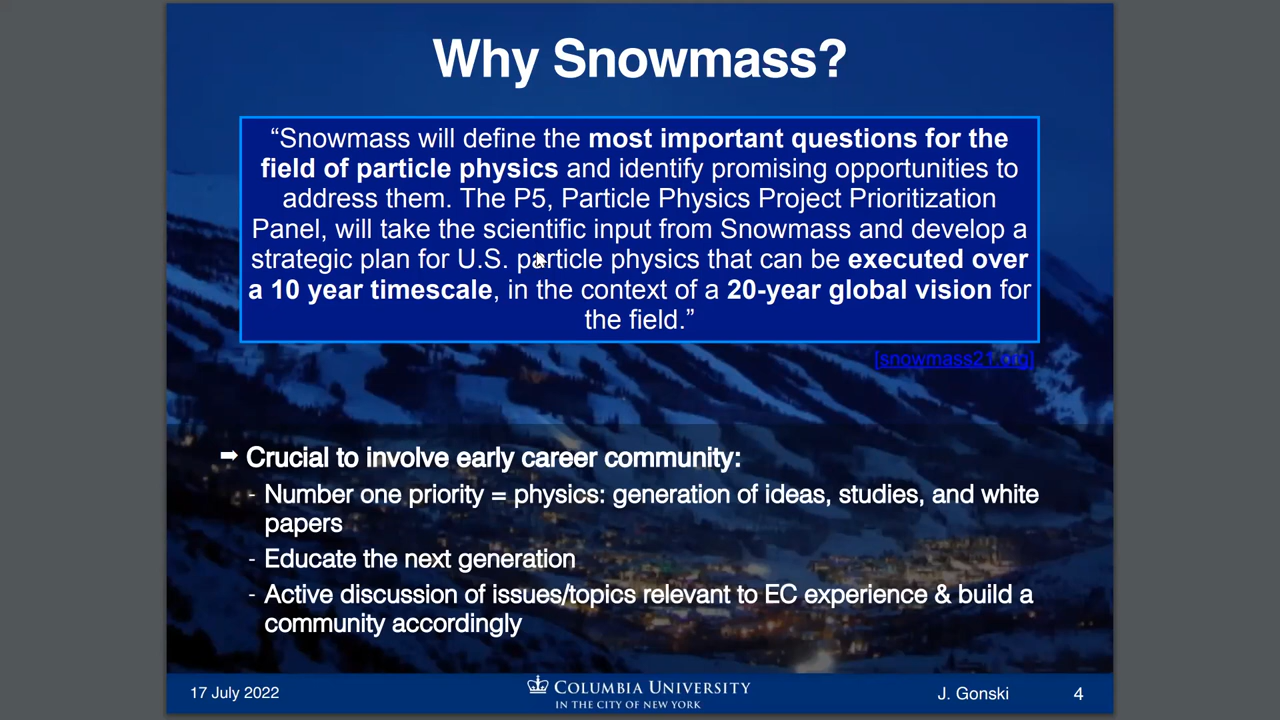 Why Snowmass?
“Snowmass will define the most important questions for the
field of particle physics and identify promising opportunities to
address them. The P5, Particle Physics Project Prioritization
Panel, will take the scientific input from Snowmass and develop a
strategic plan for U.S. particle physics that can be executed over
a 10 year timescale, in the context of a 20-year global vision for
the field.”
[snowmass21.org]
➡ Crucial to involve early career community:
- Number one priority = physics: generation of ideas, studies, and white
papers
- Educate the next generation
- Active discussion of issues/topics relevant to EC experience & build a
community accordingly
17 July 2022
COLUMBIA UNIVERSITY
IN THE CITY OF NEW YORK
J. Gonski
4